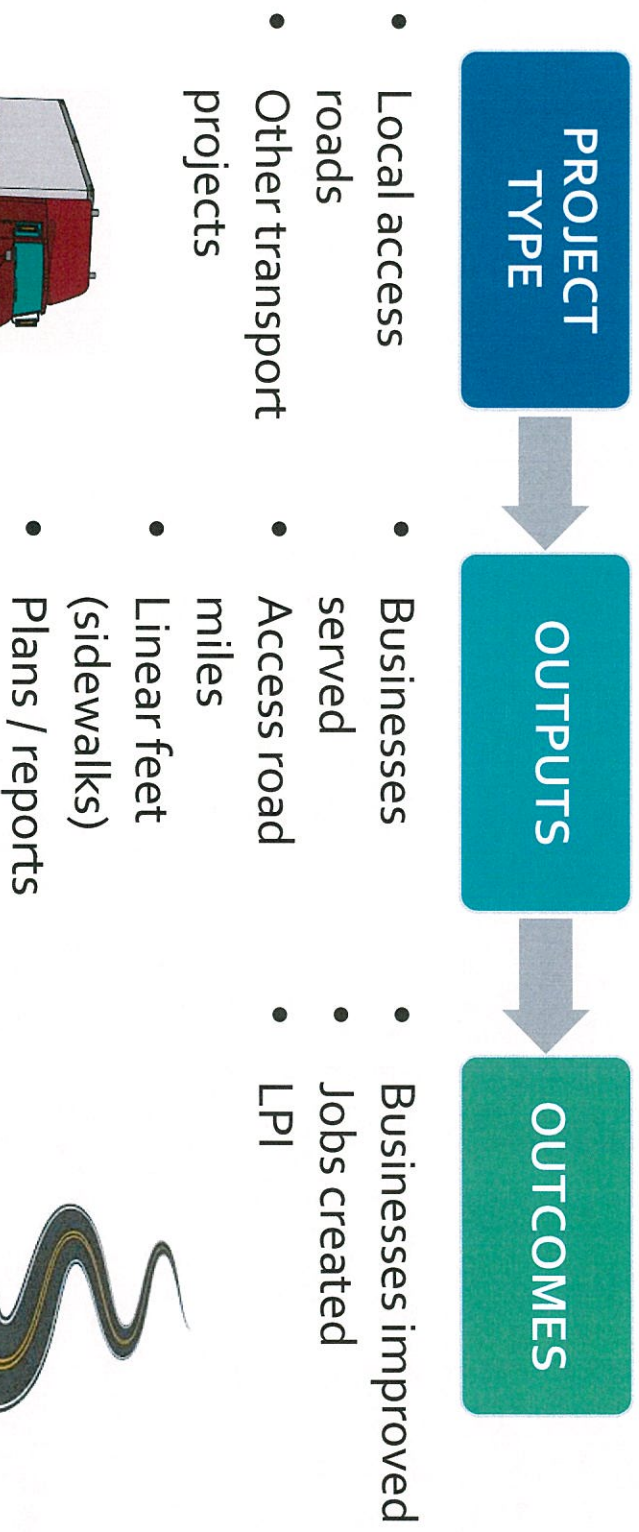 PROJECT
TYPE
• Local access
roads
• Other transport
projects
OUTPUTS
• Businesses
served
• Access road
miles
• Linear feet
(sidewalks)
• Plans / reports
OUTCOMES
• Businesses improved
• Jobs created
• LPI